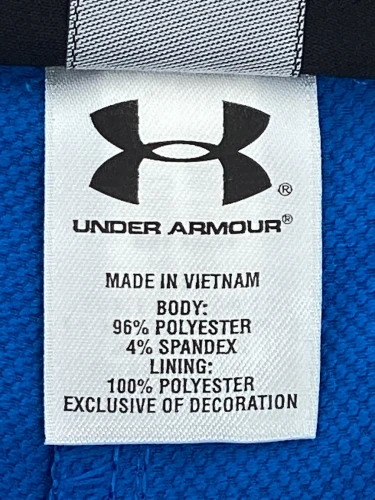 ®
UNDER ARMOUR®
MADE IN VIETNAM
BODY:
96% POLYESTER
4% SPANDEX
LINING:
100% POLYESTER
EXCLUSIVE OF DECORATION